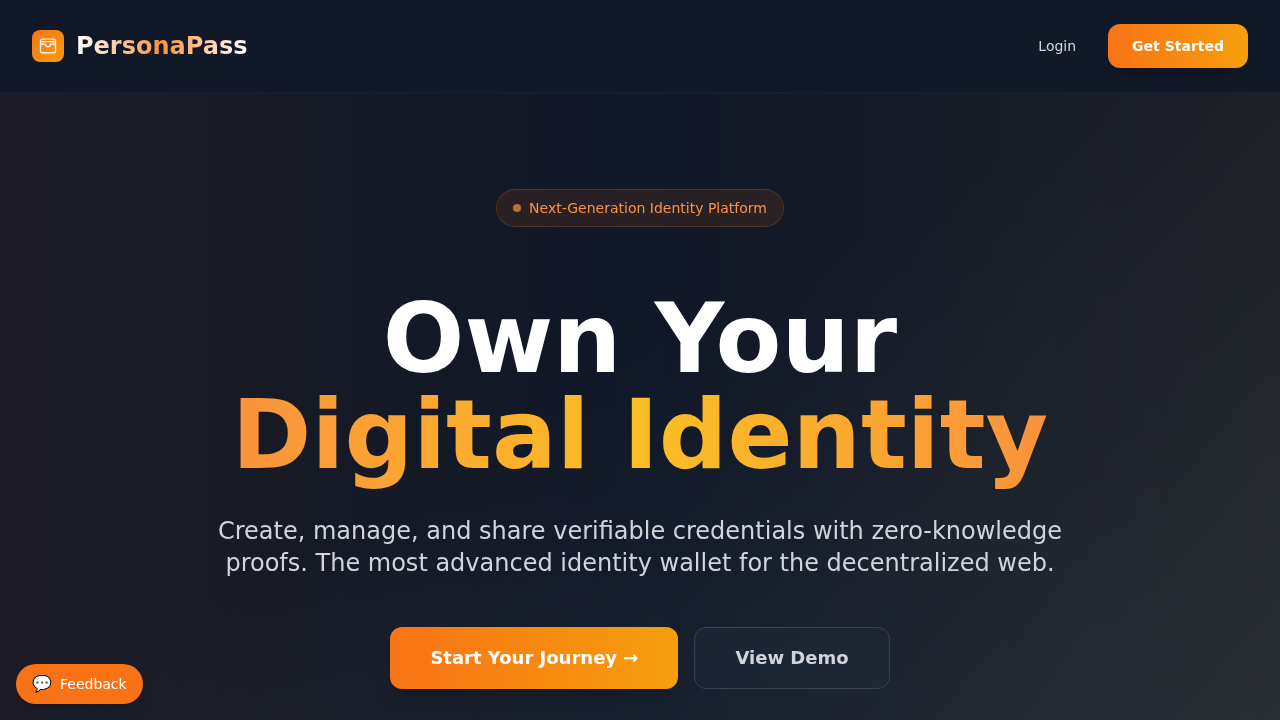 PersonaPass
Login
Get Started
Next-Generation Identity Platform
Own Your
Digital Identity
Create, manage, and share verifiable credentials with zero-knowledge
proofs. The most advanced identity wallet for the decentralized web.
Start Your Journey →
View Demo
💬 Feedback